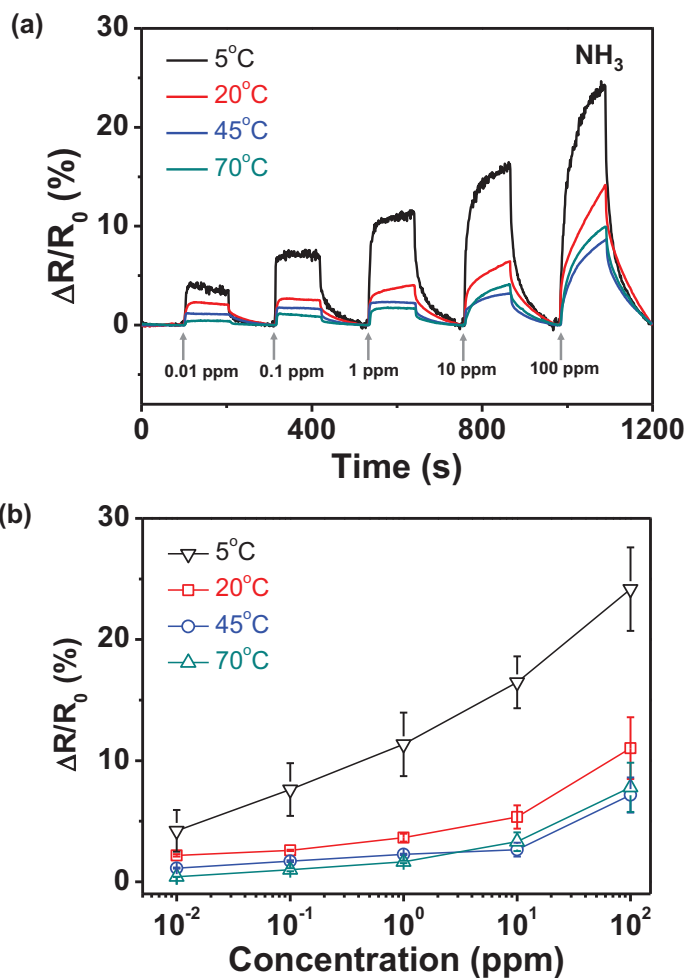 (a)
30
20
10
0
ΔR/R₀ (%)
5°C
20°C
45°C
70°C
NH₃
0.01 ppm
0.1 ppm
1 ppm
10 ppm
100 ppm
0
400
800
1200
Time (s)
(b)
30
20
10
0
ΔR/R₀ (%)
5°C
20°C
45°C
70°C
10⁻²
10⁻¹
10⁰
10¹
10²
Concentration (ppm)